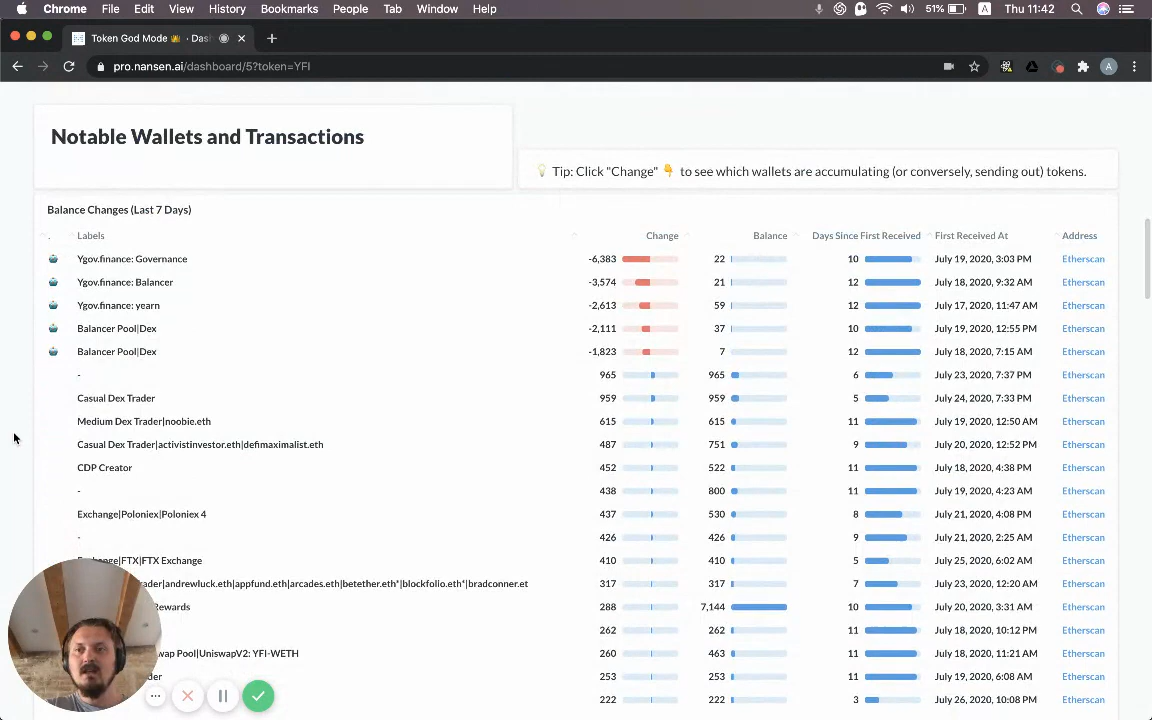 Chrome File Edit View History Bookmarks People Tab Window Help 51% A Thu 11:42
Token God Mode 👑 · Das
pro.nansen.ai/dashboard/5?token=YFI A
Notable Wallets and Transactions
💡 Tip: Click "Change" 👇 to see which wallets are accumulating (or conversely, sending out) tokens.
Balance Changes (Last 7 Days)
. Labels Change Balance Days Since First Received First Received At Address
Ygov.finance: Governance -6,383 22 10 July 19, 2020, 3:03 PM Etherscan
Ygov.finance: Balancer -3,574 21 12 July 18, 2020, 9:32 AM Etherscan
Ygov.finance: yearn -2,613 59 12 July 17, 2020, 11:47 AM Etherscan
Balancer Pool|Dex -2,111 37 10 July 19, 2020, 12:55 PM Etherscan
Balancer Pool|Dex -1,823 7 12 July 18, 2020, 7:15 AM Etherscan
- 965 965 6 July 23, 2020, 7:37 PM Etherscan
Casual Dex Trader 959 959 5 July 24, 2020, 7:33 PM Etherscan
Medium Dex Trader|noobie.eth 615 615 11 July 19, 2020, 12:50 AM Etherscan
Casual Dex Trader|activistinvestor.eth|defimaximalist.eth 487 751 9 July 20, 2020, 12:52 PM Etherscan
CDP Creator 452 522 11 July 18, 2020, 4:38 PM Etherscan
- 438 800 11 July 19, 2020, 4:23 AM Etherscan
Exchange|Poloniex|Poloniex 4 437 530 8 July 21, 2020, 4:08 PM Etherscan
- 426 426 9 July 21, 2020, 2:25 AM Etherscan
Exchange|FTX|FTX Exchange 410 410 5 July 25, 2020, 6:02 AM Etherscan
rader|andrewluck.eth|appfund.eth|arcades.eth|betether.eth*|blockfolio.eth*|bradconner.et 317 317 7 July 23, 2020, 12:20 AM Etherscan
Rewards 288 7,144 10 July 20, 2020, 3:31 AM Etherscan
262 262 11 July 18, 2020, 10:12 PM Etherscan
wap Pool|UniswapV2: YFI-WETH 260 463 11 July 18, 2020, 11:21 AM Etherscan
der 253 253 11 July 19, 2020, 6:08 AM Etherscan
222 222 3 July 26, 2020, 10:08 PM Etherscan